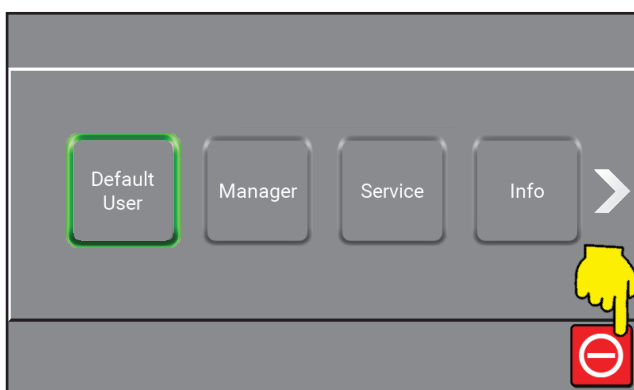 Default
User
Manager
Service
Info